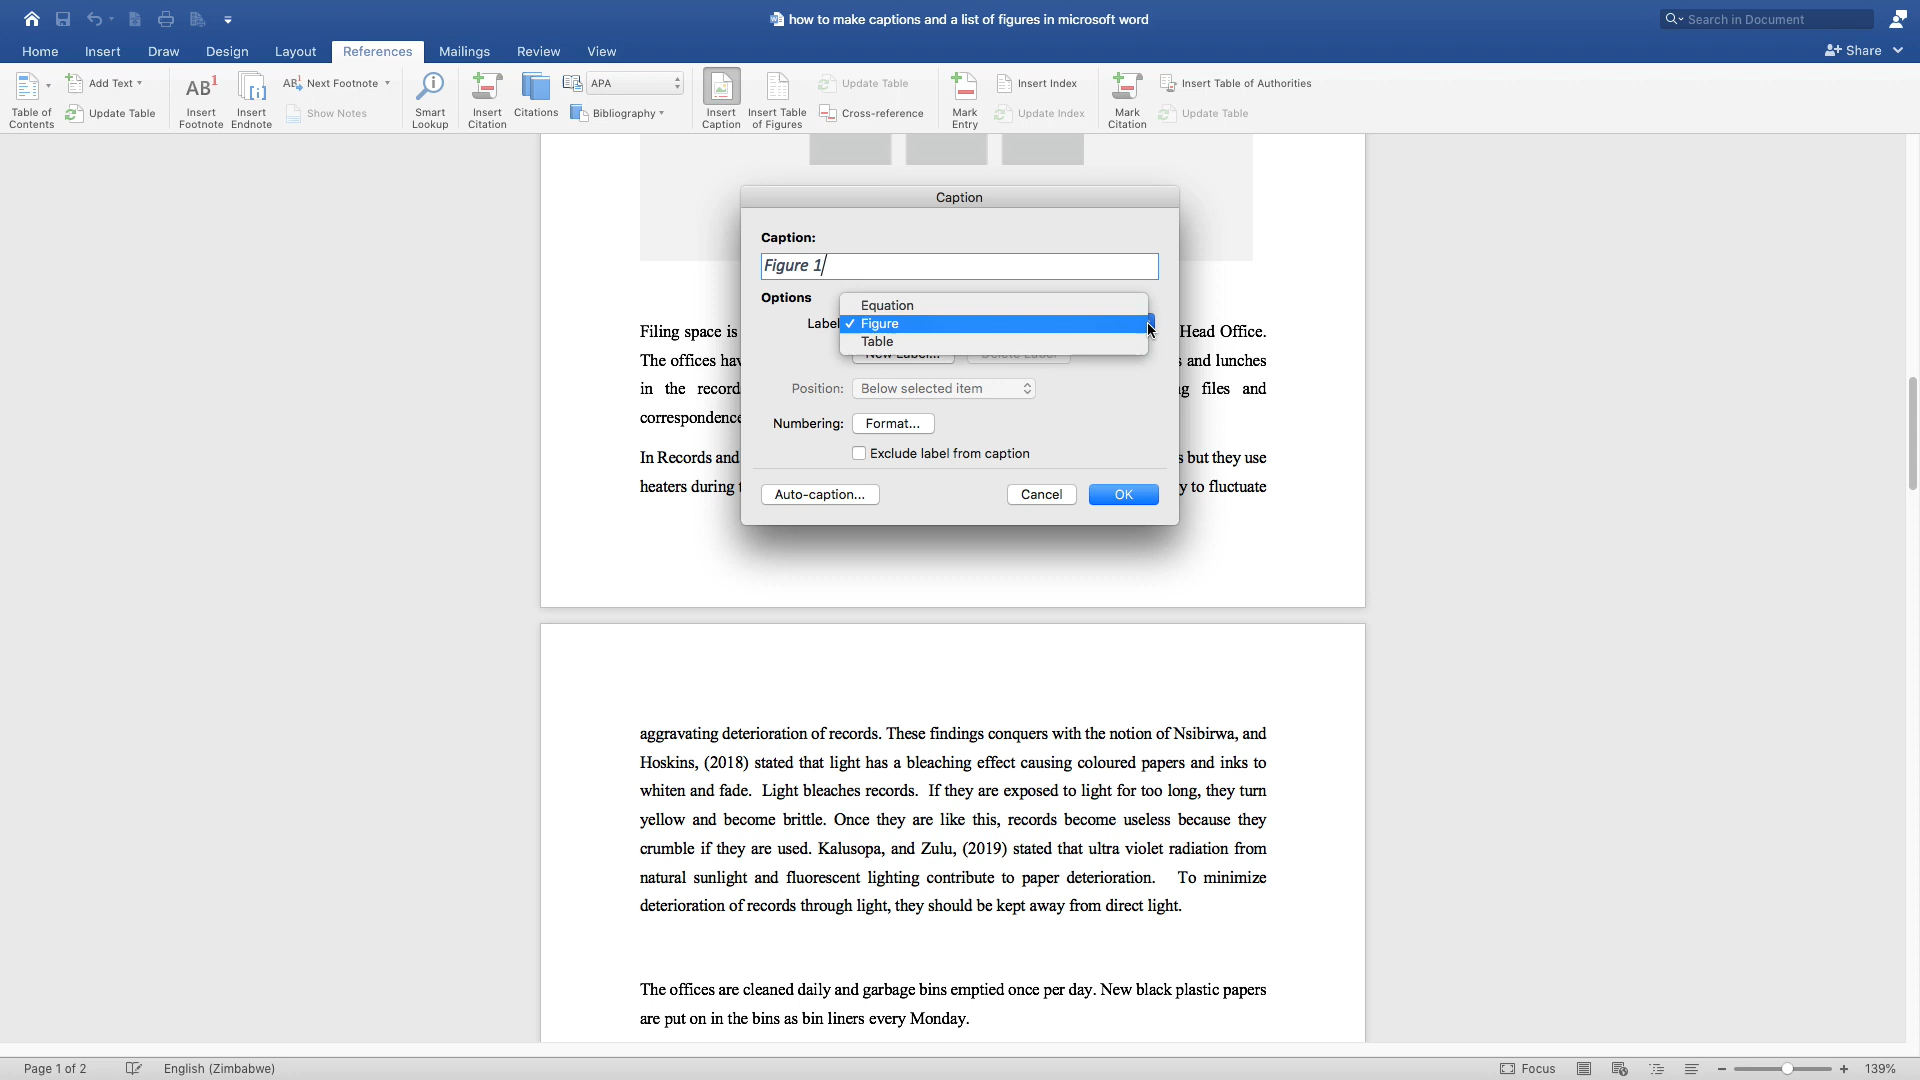 how to make captions and a list of figures in microsoft word
Search in Document
Home Insert Draw Design Layout References Mailings Review View
Share
Table of Contents
Add Text
Update Table
AB1
Insert Footnote
Insert Endnote
AB1 Next Footnote
Show Notes
Smart Lookup
Insert Citation
Citations
APA
Bibliography
Insert Caption
Insert Table of Figures
Update Table
Cross-reference
Mark Entry
Insert Index
Update Index
Mark Citation
Insert Table of Authorities
Update Table
Caption
Caption:
Figure 1
Options
Equation
Label
Figure
Table
New Label...
Delete Label
Position: Below selected item
Numbering: Format...
Exclude label from caption
Auto-caption...
Cancel
OK
Filing space is
Head Office.
The offices
and lunches
in the record
files and
correspondence
In Records and
but they use
heaters during
y to fluctuate
aggravating deterioration of records. These findings conquers with the notion of Nsibirwa, and
Hoskins, (2018) stated that light has a bleaching effect causing coloured papers and inks to
whiten and fade. Light bleaches records. If they are exposed to light for too long, they turn
yellow and become brittle. Once they are like this, records become useless because they
crumble if they are used. Kalusopa, and Zulu, (2019) stated that ultra violet radiation from
natural sunlight and fluorescent lighting contribute to paper deterioration. To minimize
deterioration of records through light, they should be kept away from direct light.
The offices are cleaned daily and garbage bins emptied once per day. New black plastic papers
are put on in the bins as bin liners every Monday.
Page 1 of 2
English (Zimbabwe)
Focus
139%